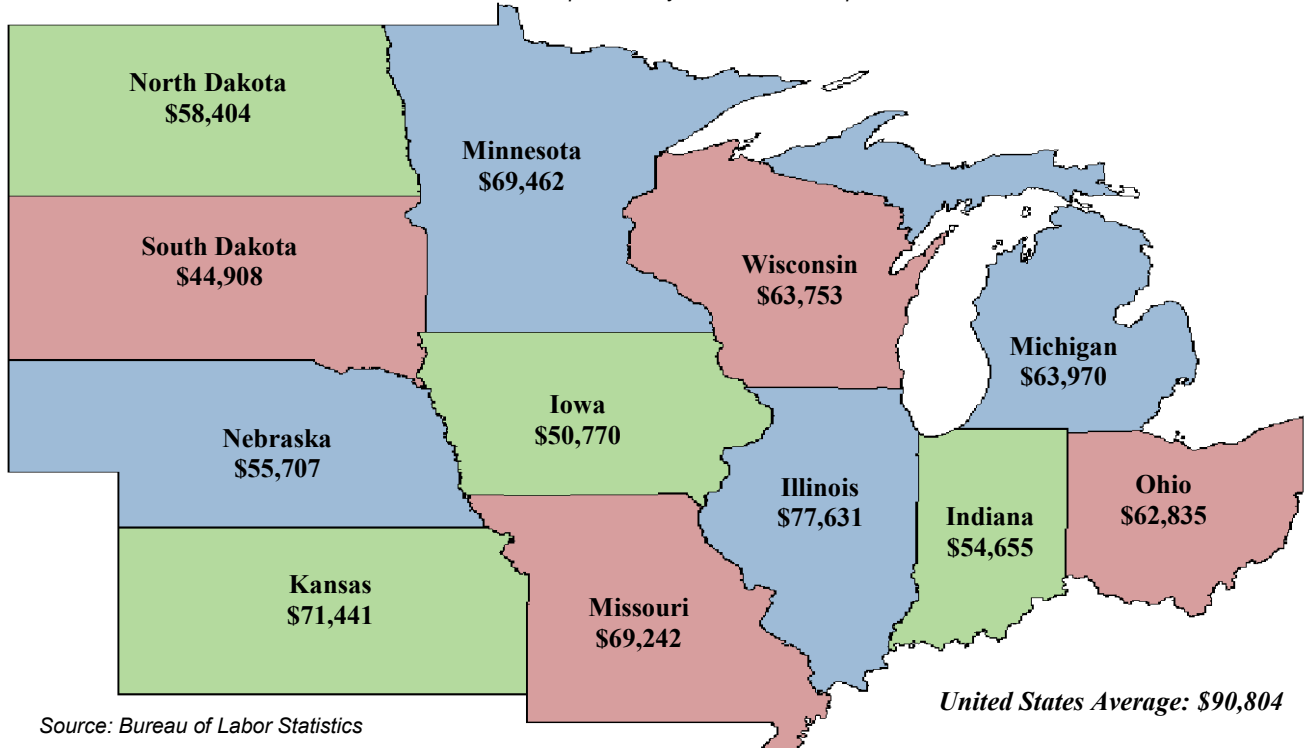 North Dakota
$58,404
Minnesota
$69,462
South Dakota
$44,908
Wisconsin
$63,753
Michigan
$63,970
Iowa
$50,770
Nebraska
$55,707
Illinois
$77,631
Ohio
$62,835
Indiana
$54,655
Kansas
$71,441
Missouri
$69,242
United States Average: $90,804
Source: Bureau of Labor Statistics